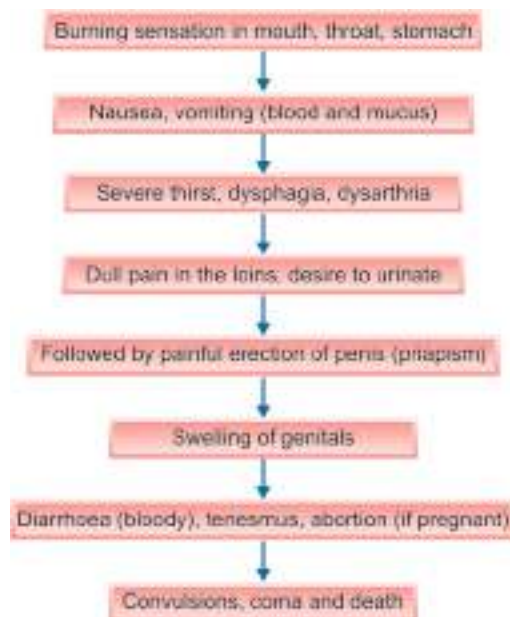 Burning sensation in mouth, throat, stomach
Nausea, vomiting (blood and mucus)
Severe thirst, dysphagia, dysarthria
Dull pain in the loins, desire to urinate
Followed by painful erection of penis (priapism)
Swelling of genitals
Diarrhoea (bloody), tenesmus, abortion (if pregnant)
Convulsions, coma and death